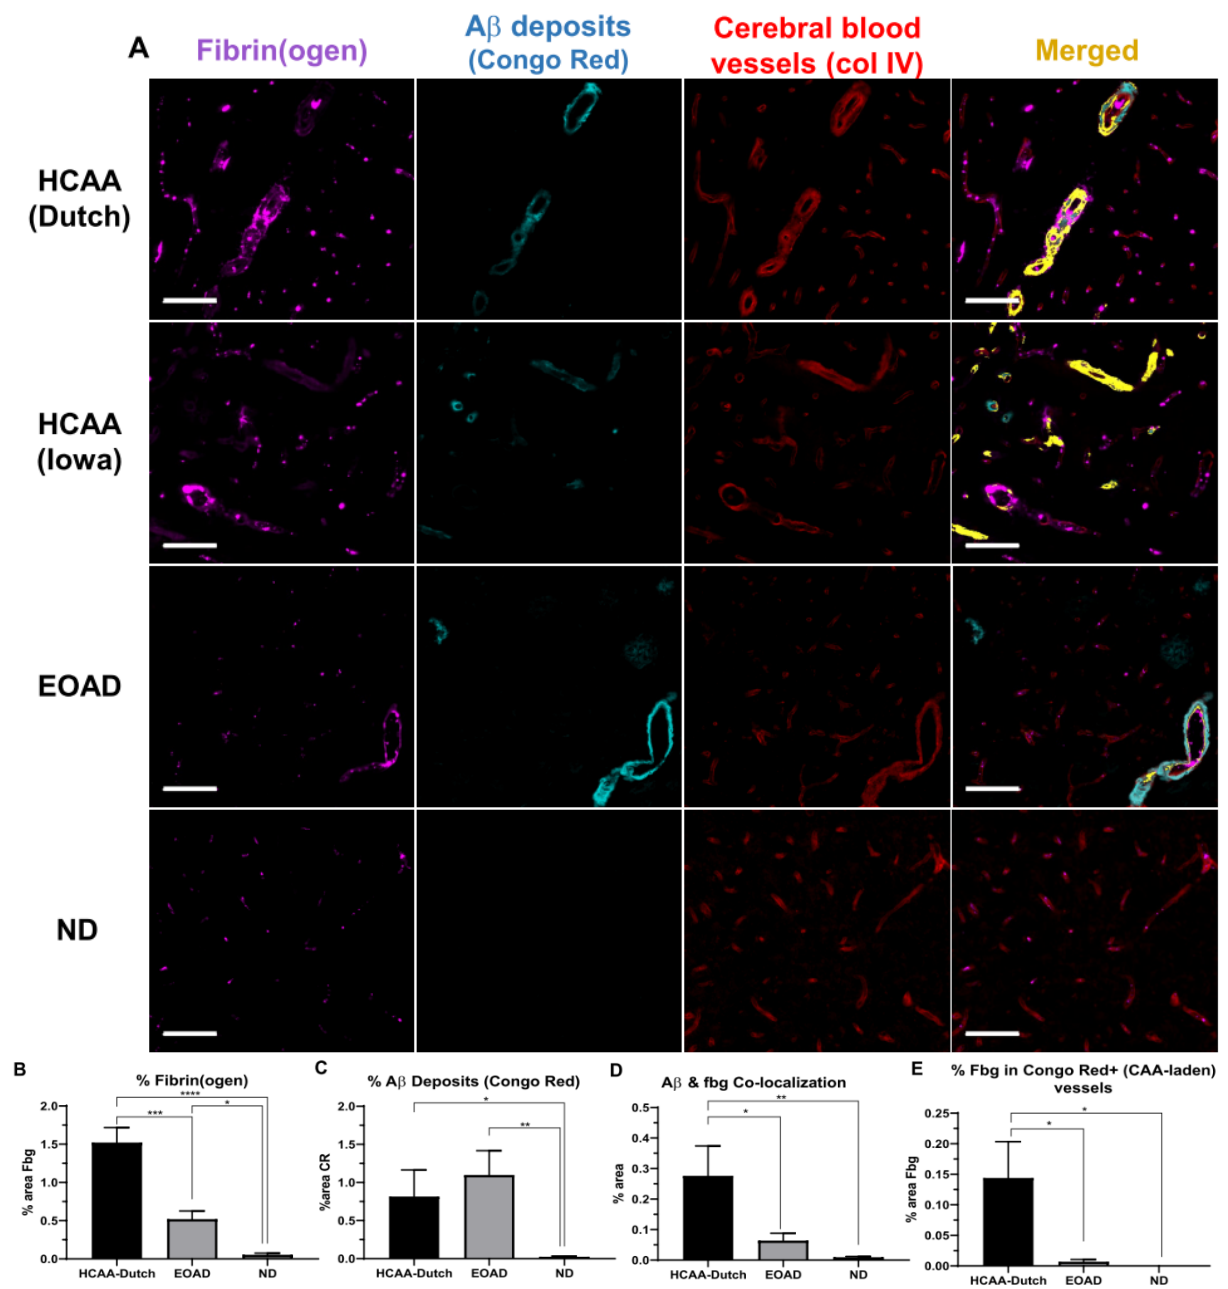 A
Fibrin(ogen)
Aβ deposits
(Congo Red)
Cerebral blood
vessels (col IV)
Merged
HCAA
(Dutch)
HCAA
(Iowa)
EOAD
ND
B
% Fibrin(ogen)
****
***
*
2.0
1.5
1.0
0.5
0.0
% area Fbg
HCAA-Dutch
EOAD
ND
C
% Aβ Deposits (Congo Red)
*
**
2.0
1.5
1.0
0.5
0.0
%area CR
HCAA-Dutch
EOAD
ND
D
Aβ & fbg Co-localization
**
*
0.5
0.4
0.3
0.2
0.1
0.0
% area
HCAA-Dutch
EOAD
ND
E
% Fbg in Congo Red+ (CAA-laden)
vessels
*
*
0.25
0.20
0.15
0.10
0.05
0.00
% area Fbg
HCAA-Dutch
EOAD
ND